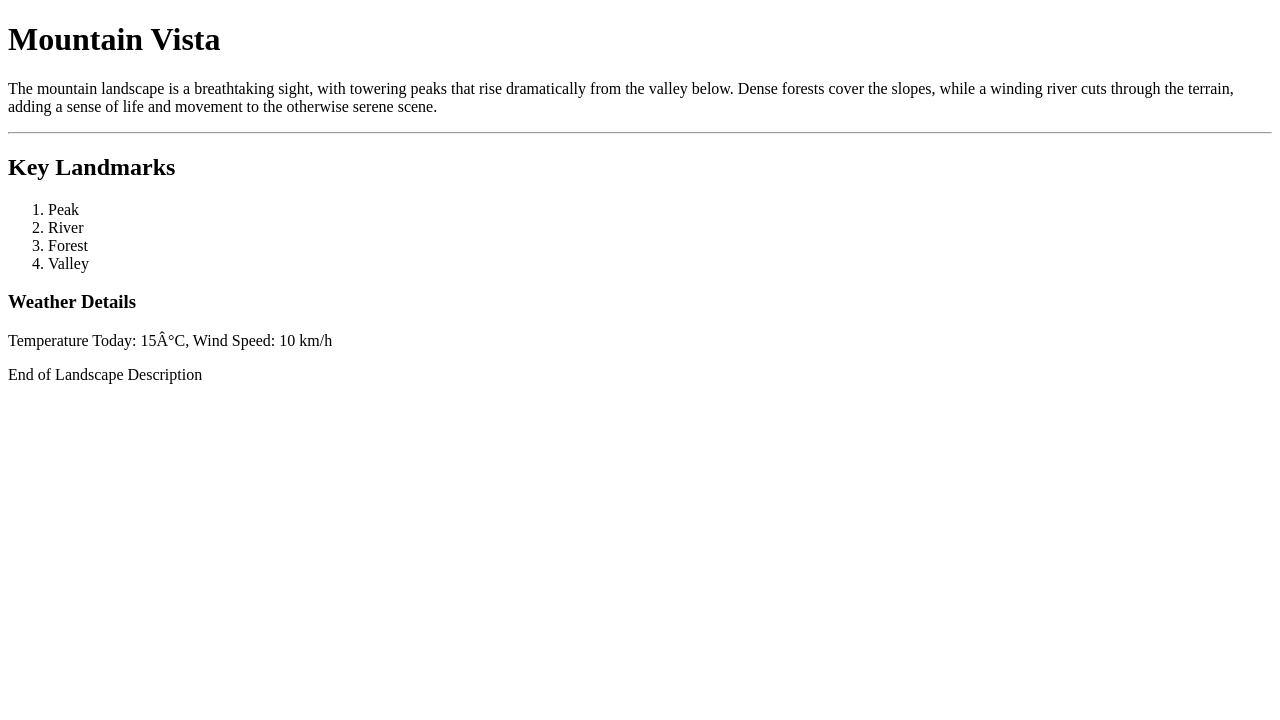 Mountain Vista
The mountain landscape is a breathtaking sight, with towering peaks that rise dramatically from the valley below. Dense forests cover the slopes, while a winding river cuts through the terrain,
adding a sense of life and movement to the otherwise serene scene.
Key Landmarks
1. Peak
2. River
3. Forest
4. Valley
Weather Details
Temperature Today: 15Â°C, Wind Speed: 10 km/h
End of Landscape Description